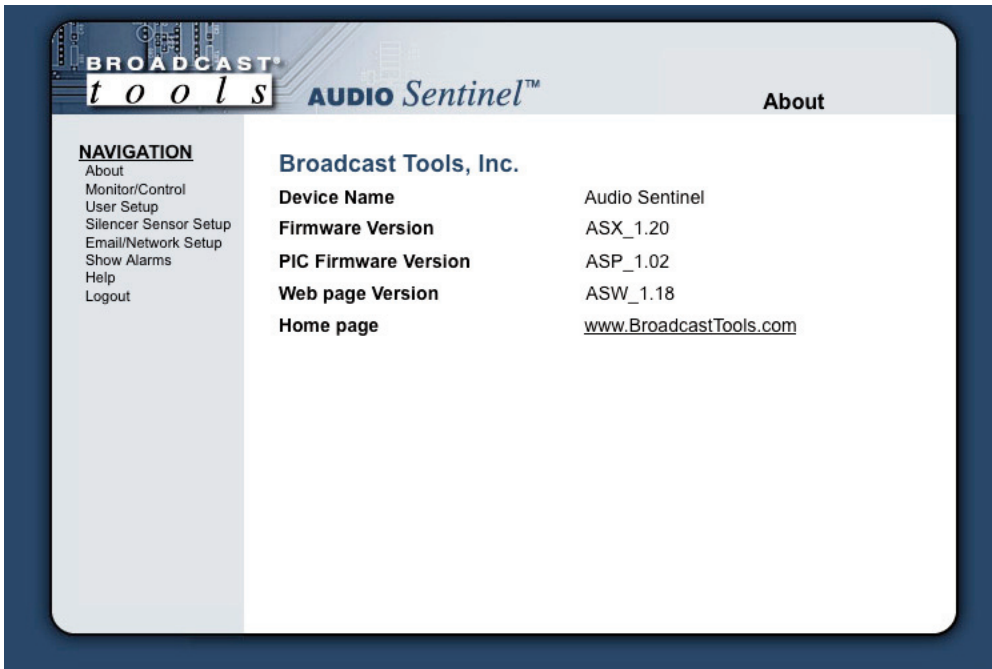 BROADCAST®
tools
AUDIO Sentinel™
About
NAVIGATION
About
Monitor/Control
User Setup
Silencer Sensor Setup
Email/Network Setup
Show Alarms
Help
Logout
Broadcast Tools, Inc.
Device Name Audio Sentinel
Firmware Version ASX_1.20
PIC Firmware Version ASP_1.02
Web page Version ASW_1.18
Home page www.BroadcastTools.com